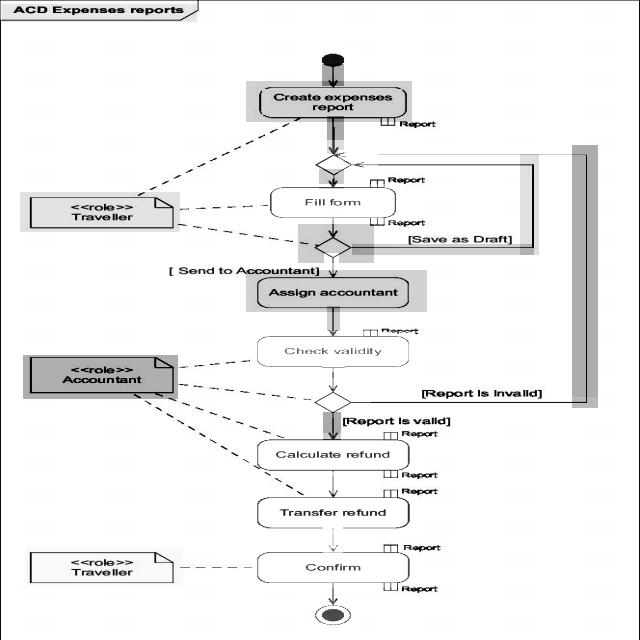 ACD Expenses reports
Create expenses
report
Report
Report
<<role>>
Traveller
Fill form
Report
[Save as Draft]
[ Send to Accountant]
Assign accountant
Report
Check validity
<<role>>
Accountant
[Report is invalid]
[Report is valid]
Report
Calculate refund
Report
Report
Transfer refund
Report
<<role>>
Traveller
Confirm
Report